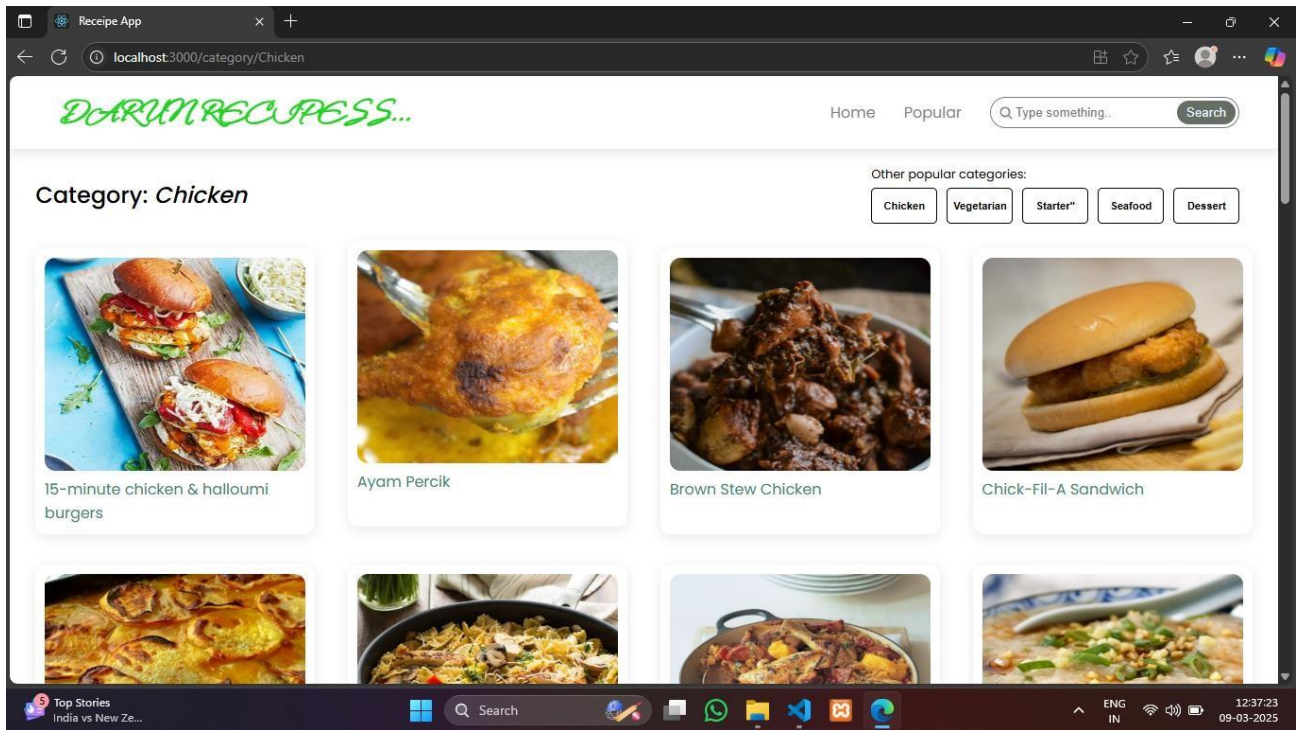 Receipe App
localhost:3000/category/Chicken
DARUN RECIPESS...
Home Popular Type something.. Search
Category: Chicken
Other popular categories:
Chicken Vegetarian Starter" Seafood Dessert
15-minute chicken & halloumi
burgers
Ayam Percik
Brown Stew Chicken
Chick-Fil-A Sandwich
5
Top Stories
India vs New Ze...
Search
ENG
IN
12:37:23
09-03-2025